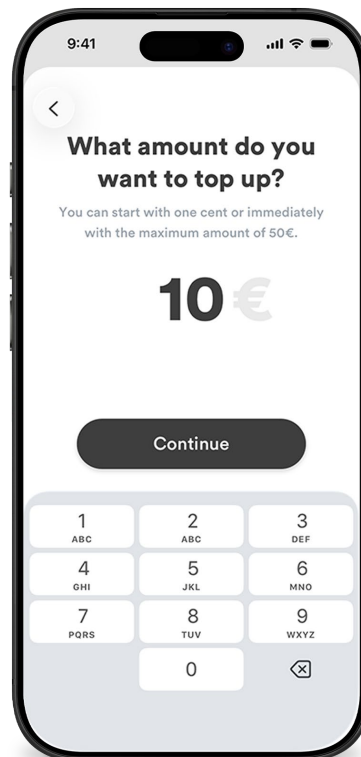 9:41
What amount do you
want to top up?
You can start with one cent or immediately
with the maximum amount of 50€.
10 €
Continue
1
ABC
2
ABC
3
DEF
4
GHI
5
JKL
6
MNO
7
PQRS
8
TUV
9
WXYZ
0